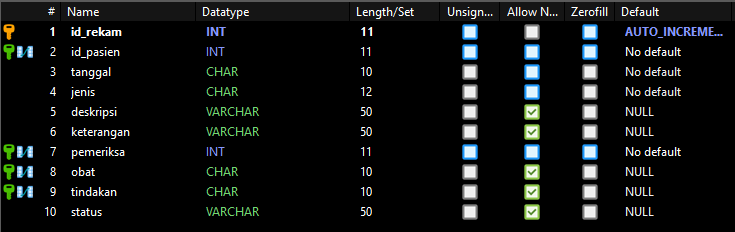 # Name Datatype Length/Set Unsign... Allow N... Zerofill Default
1 id_rekam INT 11 AUTO_INCREME...
2 id_pasien INT 11 No default
3 tanggal CHAR 10 No default
4 jenis CHAR 12 No default
5 deskripsi VARCHAR 50 NULL
6 keterangan VARCHAR 50 NULL
7 pemeriksa INT 11 No default
8 obat CHAR 10 NULL
9 tindakan CHAR 10 NULL
10 status VARCHAR 50 NULL